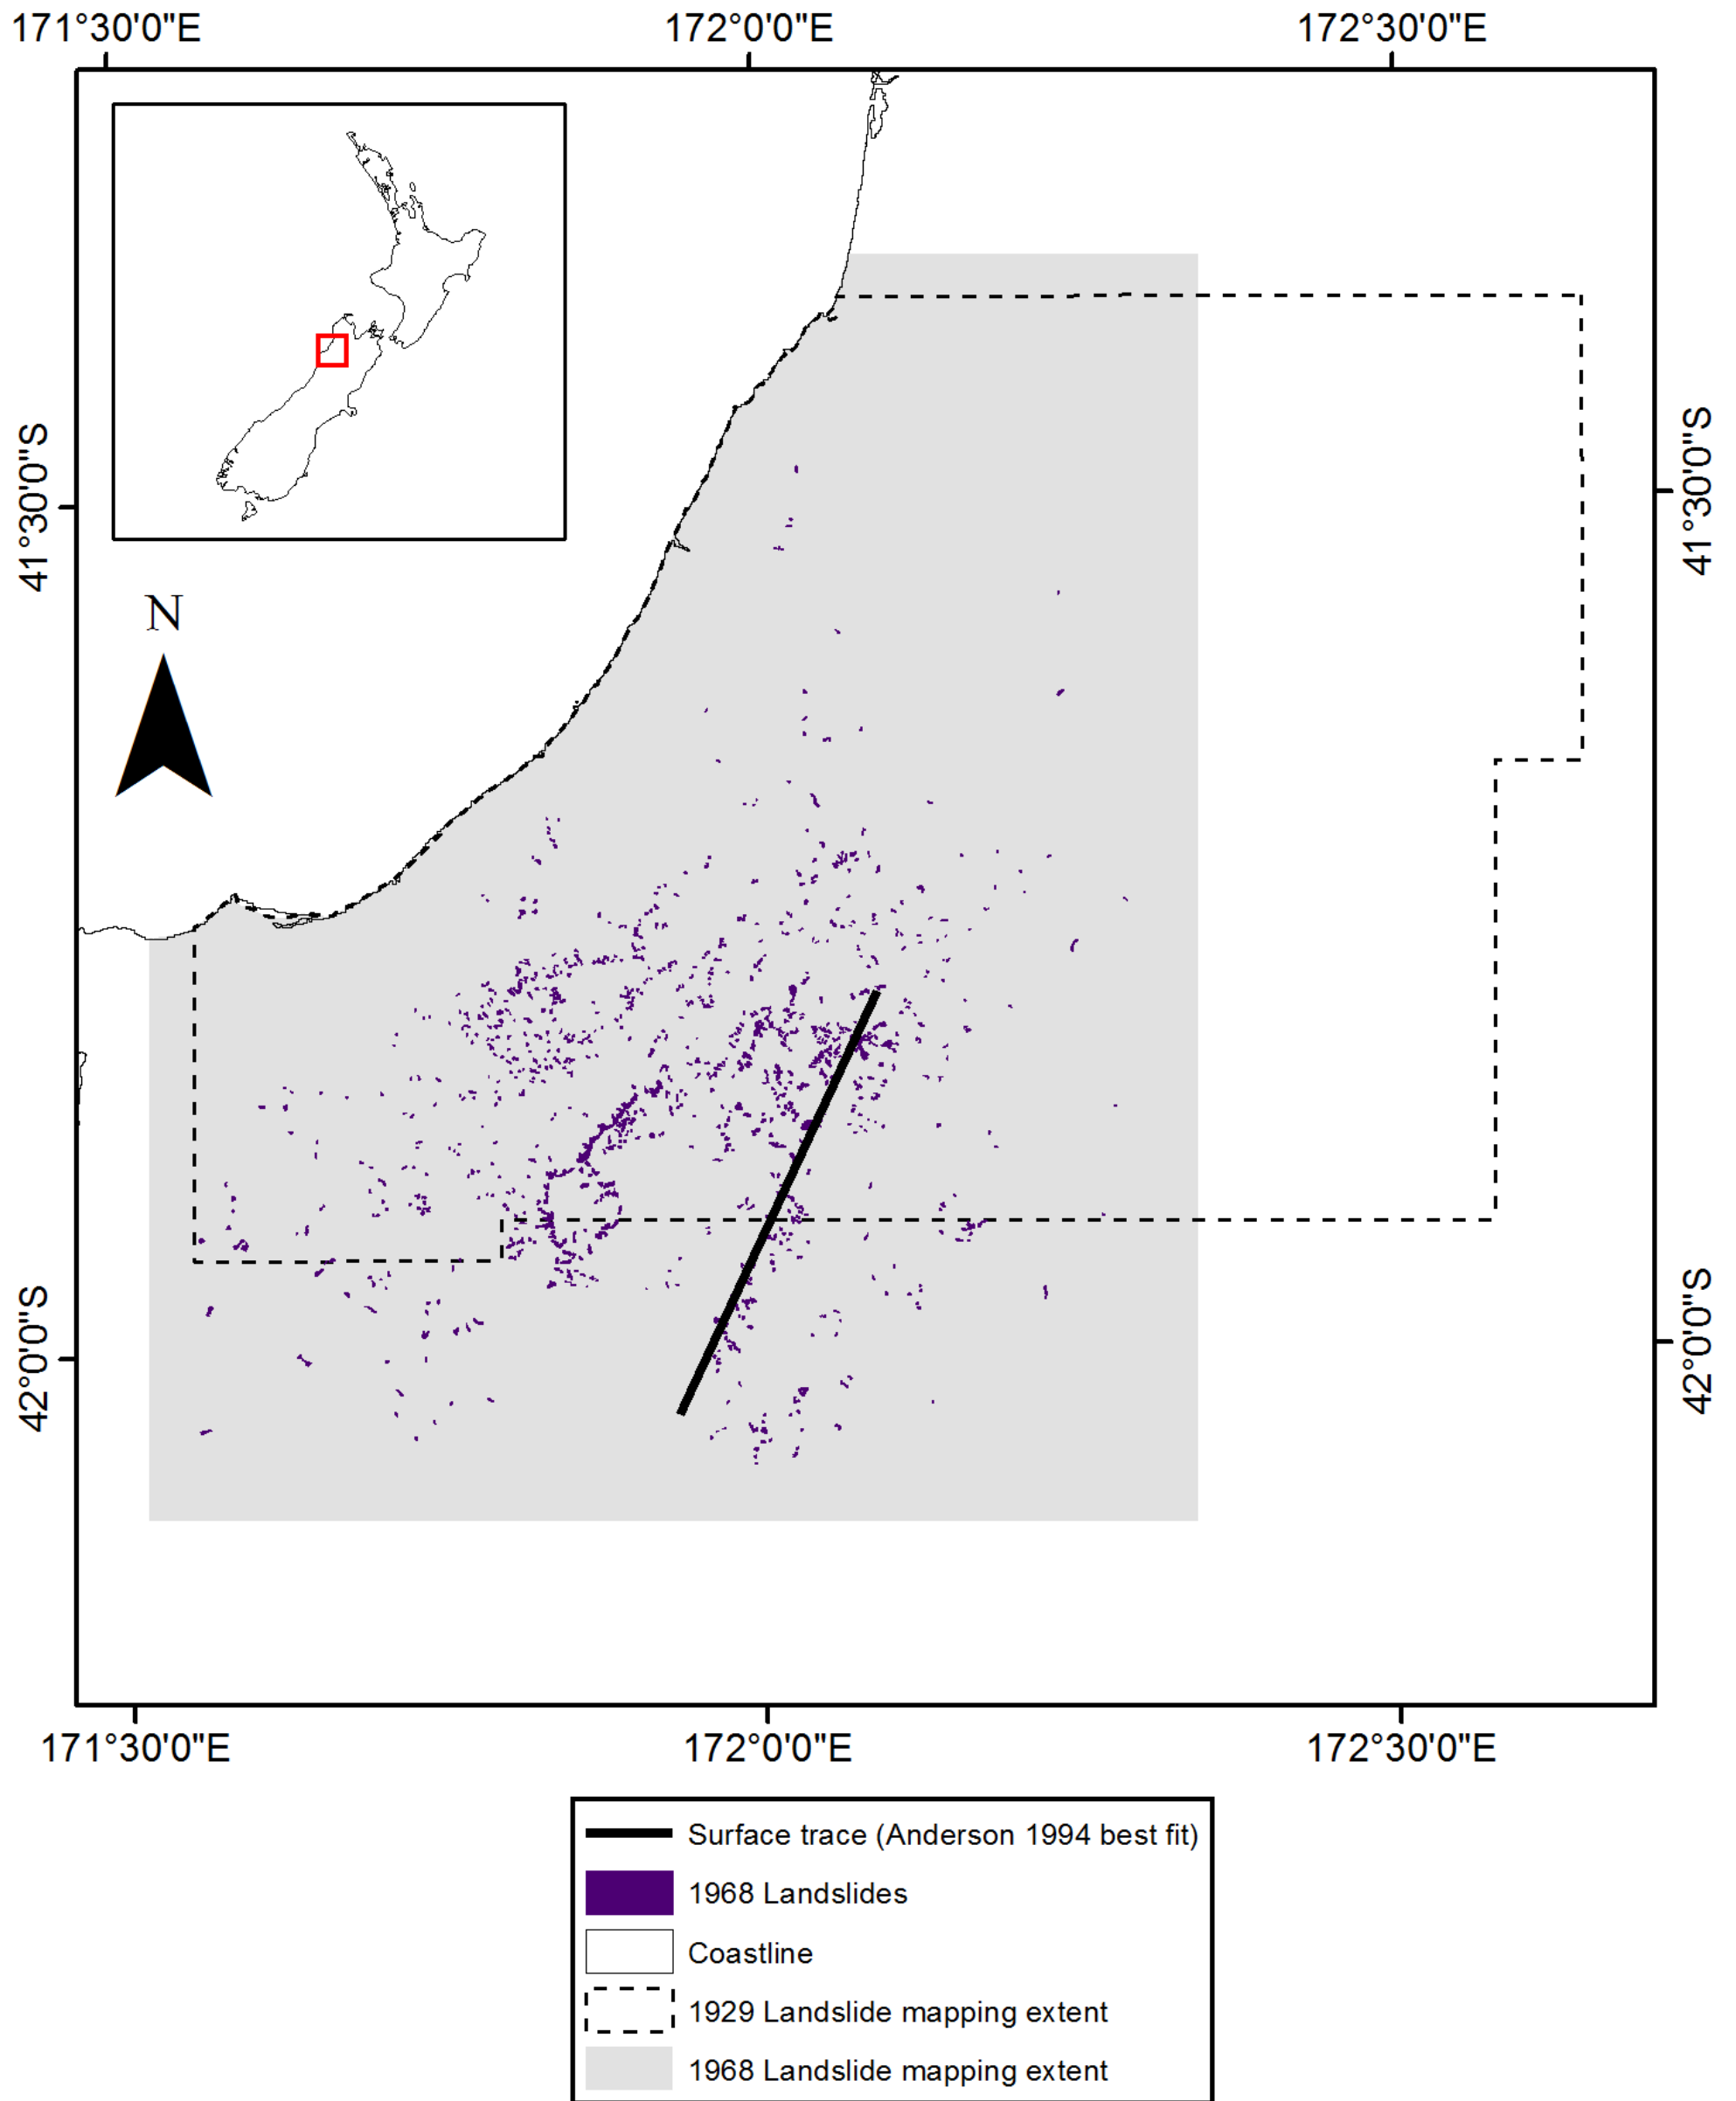 171°30'0"E 172°0'0"E 172°30'0"E
41°30'0"S
41°30'0"S
N
42°0'0"S
42°0'0"S
171°30'0"E 172°0'0"E 172°30'0"E
Surface trace (Anderson 1994 best fit)
1968 Landslides
Coastline
1929 Landslide mapping extent
1968 Landslide mapping extent